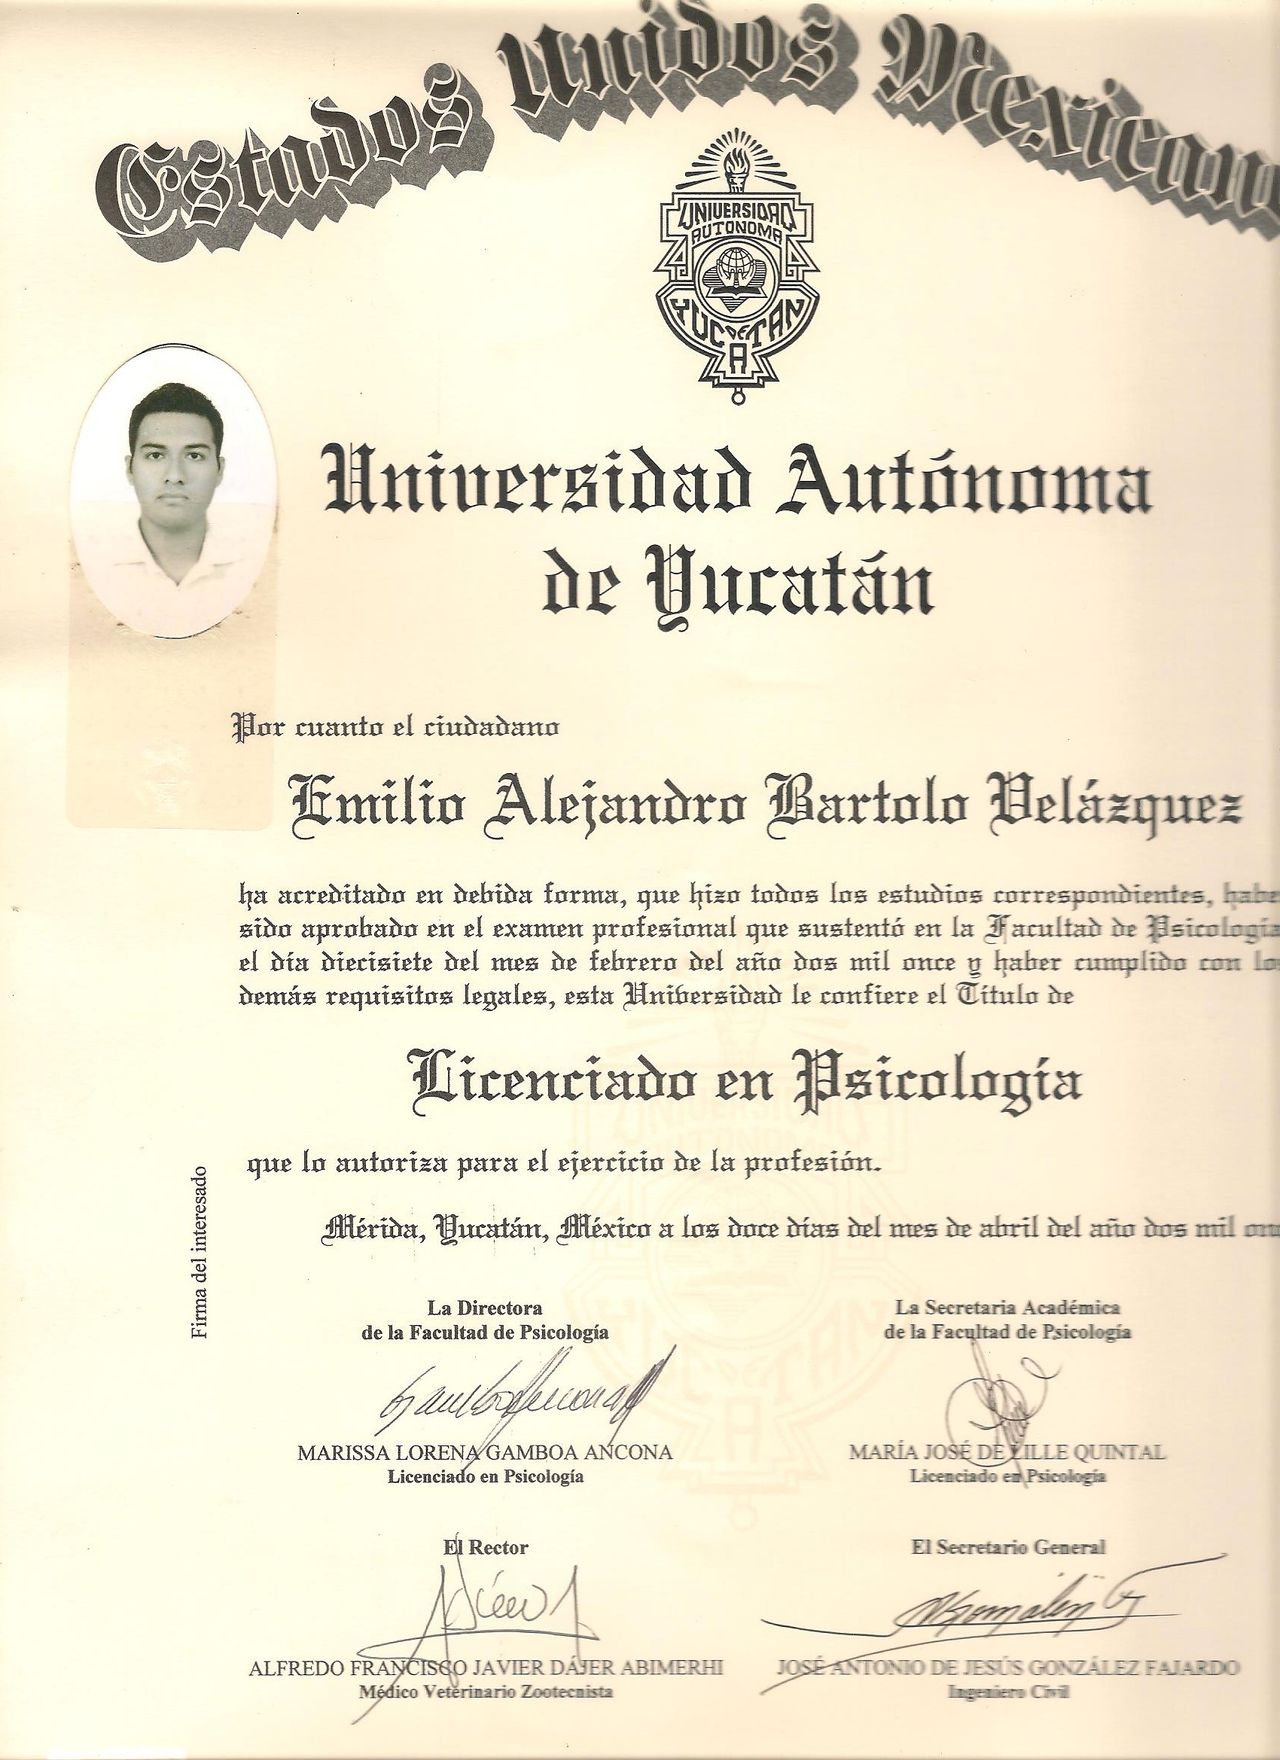 Estados Unidos Mexican
UNIVERSIDAD
AUTONOMA
DE
YUCATAN
Universidad Autónoma
de Yucatán
Por cuanto el ciudadano
Emilio Alejandro Bartolo Velázquez
ha acreditado en debida forma, que hizo todos los estudios correspondientes, habe
sido aprobado en el examen profesional que sustentó en la Facultad de Psicología
el día diecisiete del mes de febrero del año dos mil once y haber cumplido con los
demás requisitos legales, esta Universidad le confiere el Título de
Licenciado en Psicología
que lo autoriza para el ejercicio de la profesión.
Mérida, Yucatán, México a los doce días del mes de abril del año dos mil onc
Firma del interesado
La Directora
de la Facultad de Psicología
MARISSA LORENA GAMBOA ANCONA
Licenciado en Psicología
La Secretaria Académica
de la Facultad de Psicología
MARÍA JOSÉ DE LILLE QUINTAL
Licenciado en Psicología
El Rector
ALFREDO FRANCISCO JAVIER DÁJER ABIMERHI
Médico Veterinario Zootecnista
El Secretario General
JOSÉ ANTONIO DE JESÚS GONZÁLEZ FAJARDO
Ingeniero Civil